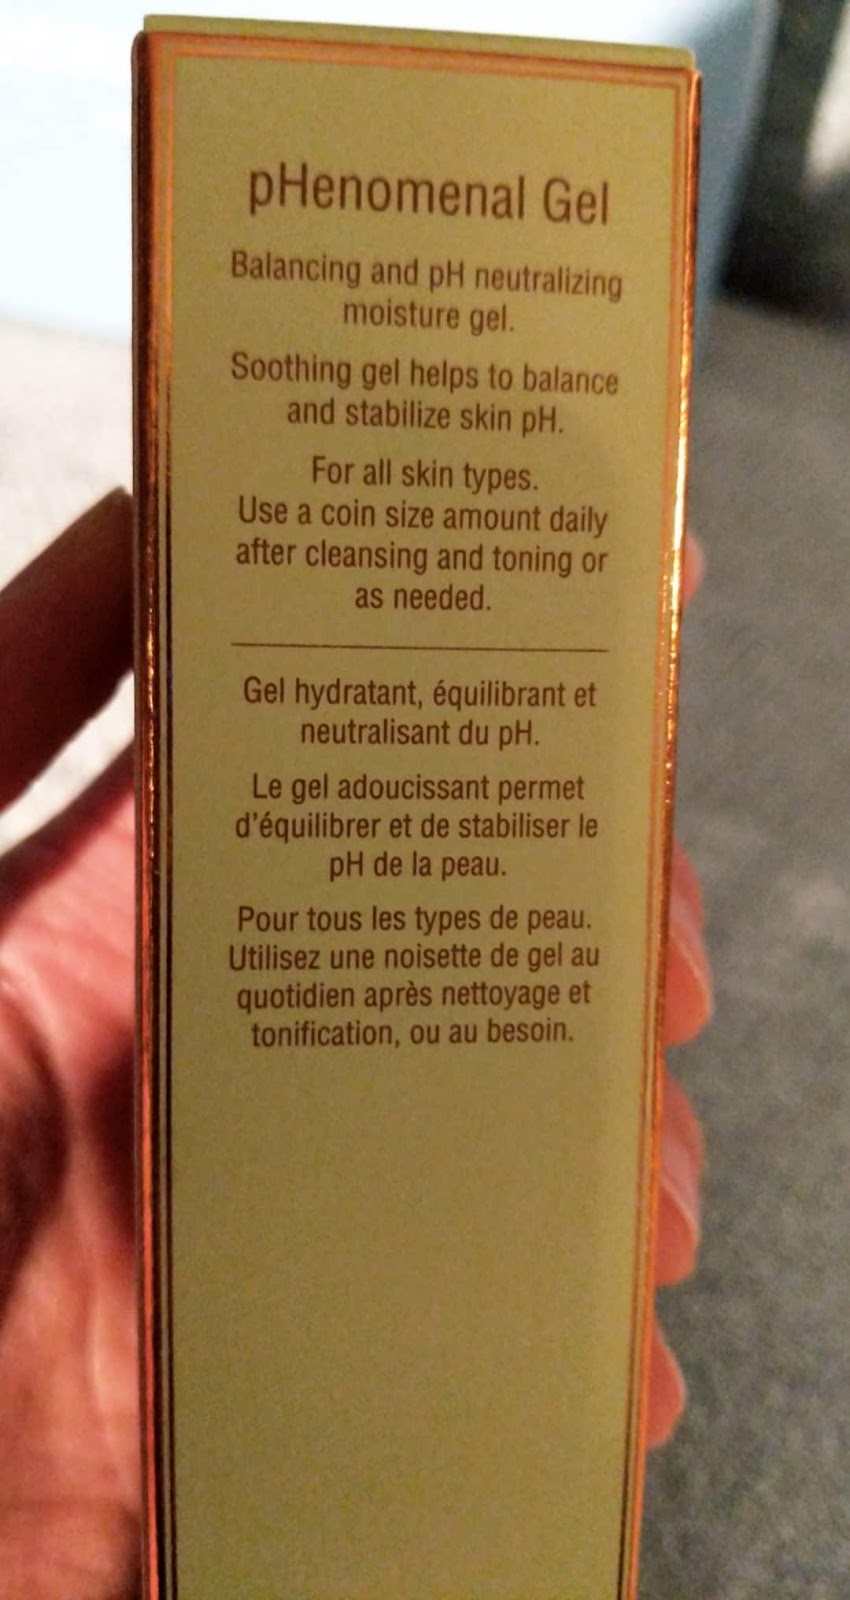 pHenomenal Gel
Balancing and pH neutralizing
moisture gel.
Soothing gel helps to balance
and stabilize skin pH.
For all skin types.
Use a coin size amount daily
after cleansing and toning or
as needed.
Gel hydratant, équilibrant et
neutralisant du pH.
Le gel adoucissant permet
d'équilibrer et de stabiliser le
pH de la peau.
Pour tous les types de peau.
Utilisez une noisette de gel au
quotidien après nettoyage et
tonification, ou au besoin.